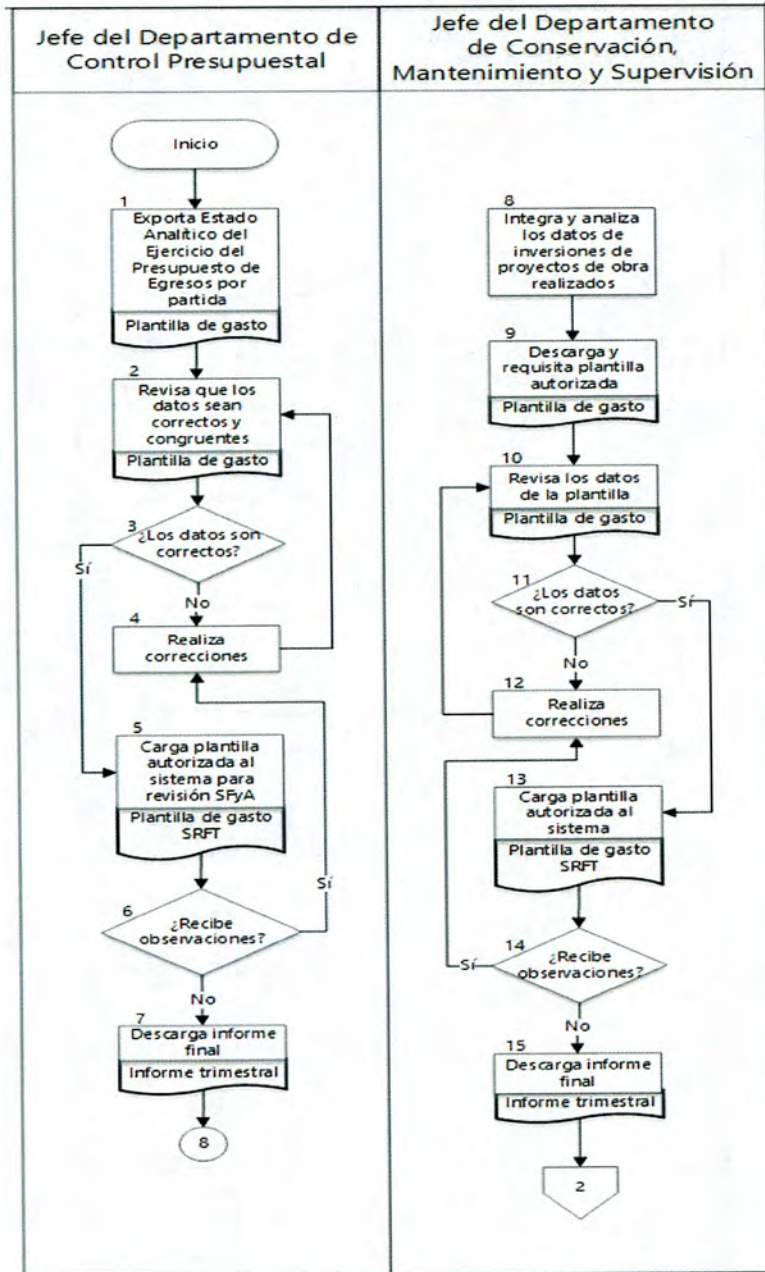 Jefe del Departamento de
Control Presupuestal
Inicio
1
Exporta Estado
Analítico del
Ejercicio del
Presupuesto de
Egresos por
partida
Plantilla de gasto
2
Revisa que los
datos sean
correctos y
congruentes
Plantilla de gasto
3
¿Los datos son
correctos?
Sí
No
4
Realiza
correcciones
5
Carga plantilla
autorizada al
sistema para
revisión SFyA
Plantilla de gasto
SRFT
Sí
6
¿Recibe
observaciones?
No
7
Descarga informe
final
Informe trimestral
8
Jefe del Departamento
de Conservación,
Mantenimiento y Supervisión
8
Integra y analiza
los datos de
inversiones de
proyectos de obra
realizados
9
Descarga y
requisita plantilla
autorizada
Plantilla de gasto
10
Revisa los datos
de la plantilla
Plantilla de gasto
11
¿Los datos
son correctos?
Sí
No
12
Realiza
correcciones
13
Carga plantilla
autorizada al
sistema
Plantilla de gasto
SRFT
14
¿Recibe
observaciones?
Sí
No
15
Descarga informe
final
Informe trimestral
2